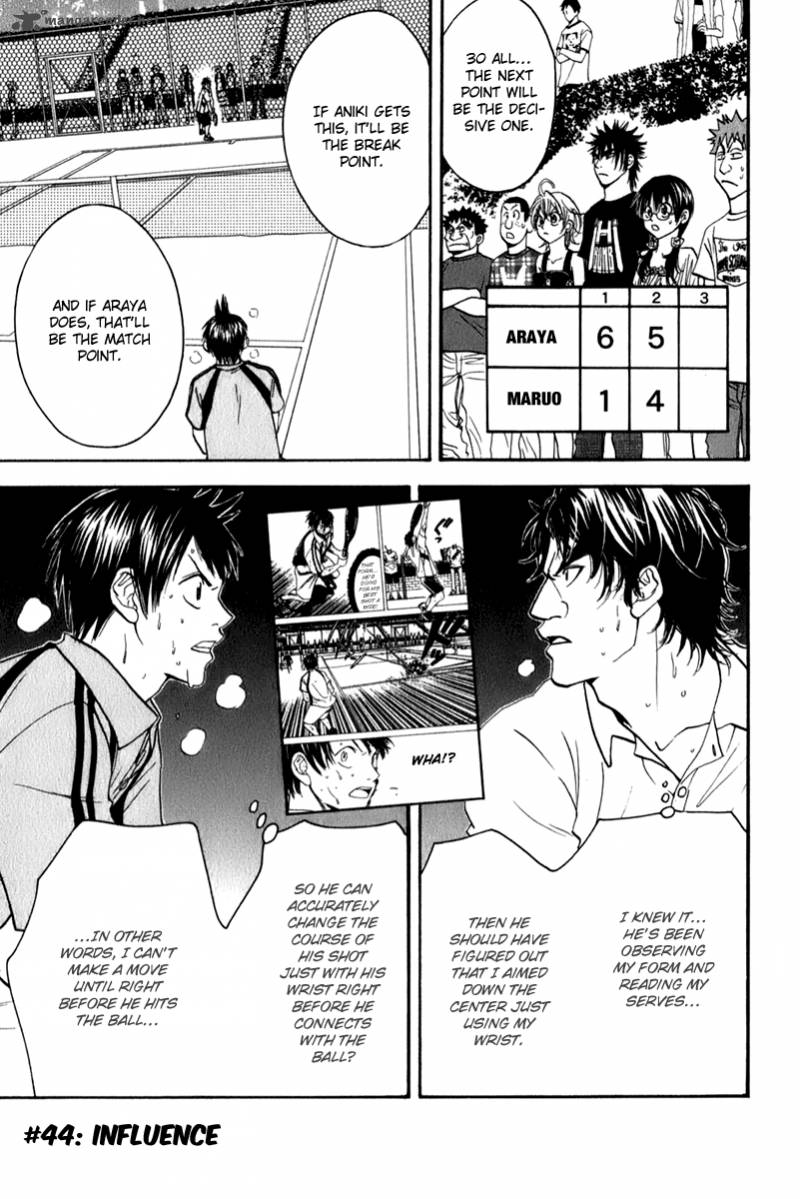 30 ALL...
THE NEXT
POINT WILL
BE THE DECI-
SIVE ONE.
1 2 3
ARAYA 6 5
MARUO 1 4
IF ANIKI GETS
THIS, IT'LL BE
THE BREAK
POINT.
AND IF ARAYA
DOES, THAT'LL
BE THE MATCH
POINT.
WHA!?
I KNEW IT...
HE'S BEEN
OBSERVING
MY FORM AND
READING MY
SERVES...
THEN HE
SHOULD HAVE
FIGURED OUT
THAT I AIMED
DOWN THE
CENTER JUST
USING MY
WRIST.
SO HE CAN
ACCURATELY
CHANGE THE
COURSE OF
HIS SHOT
JUST WITH HIS
WRIST RIGHT
BEFORE HE
CONNECTS
WITH THE
BALL?
...IN OTHER
WORDS, I CAN'T
MAKE A MOVE
UNTIL RIGHT
BEFORE HE HITS
THE BALL...
#44: INFLUENCE